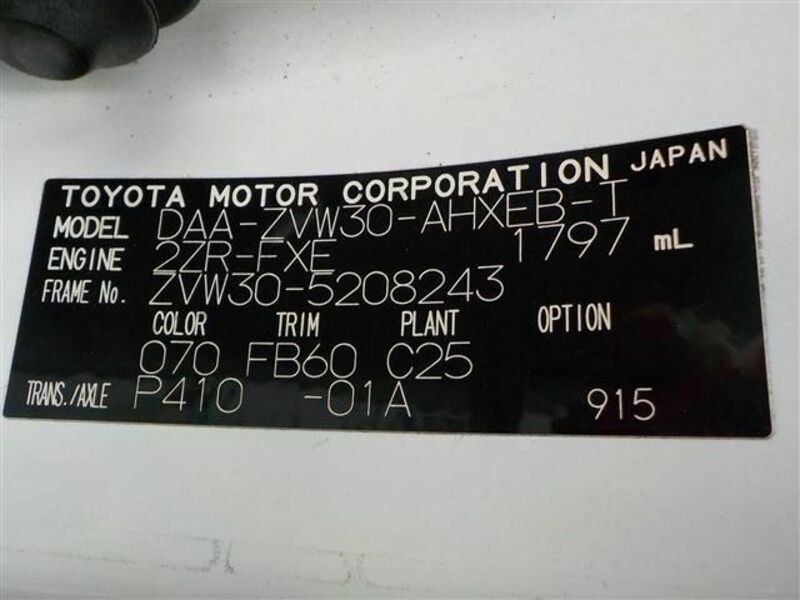 TOYOTA MOTOR CORPORATION JAPAN
MODEL DAA-ZVW30-AHXEB-T
ENGINE 2ZR-FXE 1797 mL
FRAME No. ZVW30-5208243
COLOR TRIM PLANT OPTION
070 FB60 C25
TRANS./AXLE P410 -01A 915